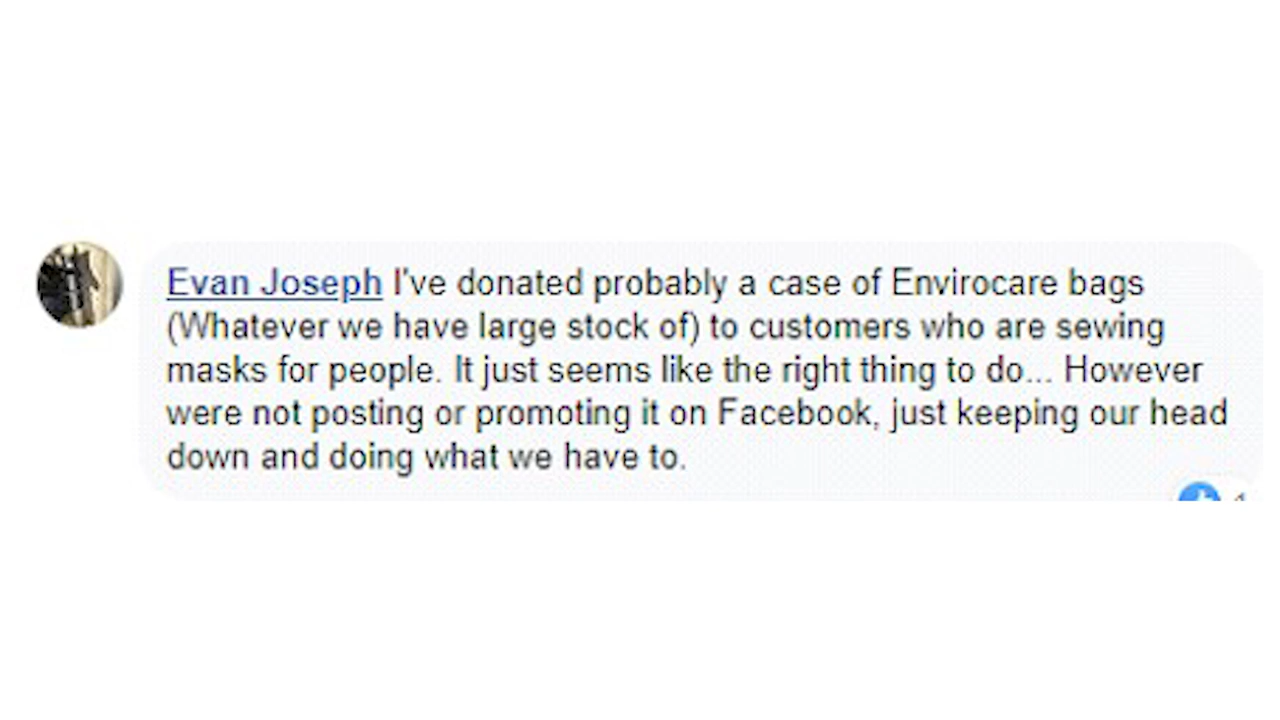 Evan Joseph I've donated probably a case of Envirocare bags
(Whatever we have large stock of) to customers who are sewing
masks for people. It just seems like the right thing to do... However
were not posting or promoting it on Facebook, just keeping our head
down and doing what we have to.